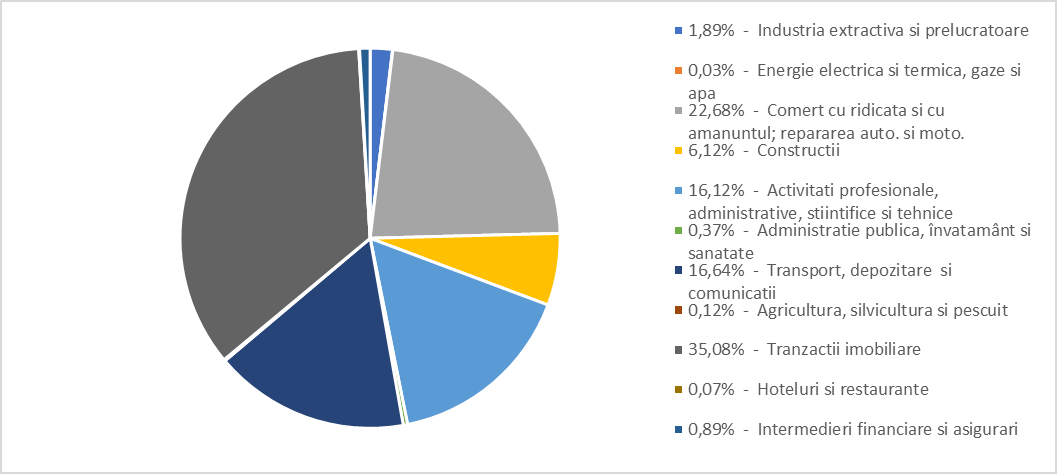 1,89%  -  Industria extractiva si prelucratoare
0,03%  -  Energie electrica si termica, gaze si
apa
22,68%  -  Comert cu ridicata si cu
amanuntul; repararea auto. si moto.
6,12%  -  Constructii
16,12%  -  Activitati profesionale,
administrative, stiintifice si tehnice
0,37%  -  Administratie publica, învatamânt si
sanatate
16,64%  -  Transport, depozitare  si
comunicatii
0,12%  -  Agricultura, silvicultura si pescuit
35,08%  -  Tranzactii imobiliare
0,07%  -  Hoteluri si restaurante
0,89%  -  Intermedieri financiare si asigurari